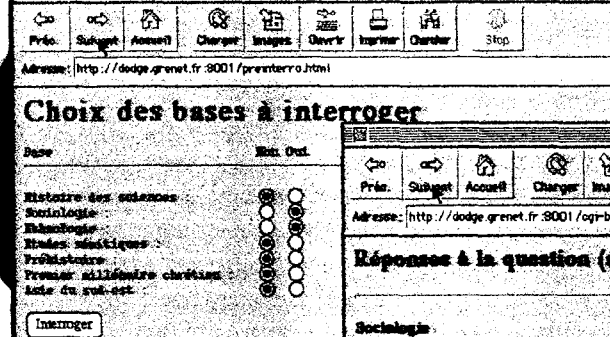 Préc. Suivant Accueil Charger Images Ouvrir Imprimer Chercher Stop
Adresse: http://dodge.grenet.fr:8001/preinterro.html
Choix des bases à interroger
Base Non Oui
Histoire des sciences :
Sociologie :
Ethnologie :
Etudes sémitiques :
Préhistoire :
Premier millénaire chrétien :
Asie du sud-est :
Interroger
Préc. Suivant Accueil Charger
Adresse: http://dodge.grenet.fr:8001/cgi-b
Réponses à la question (
Sociologie